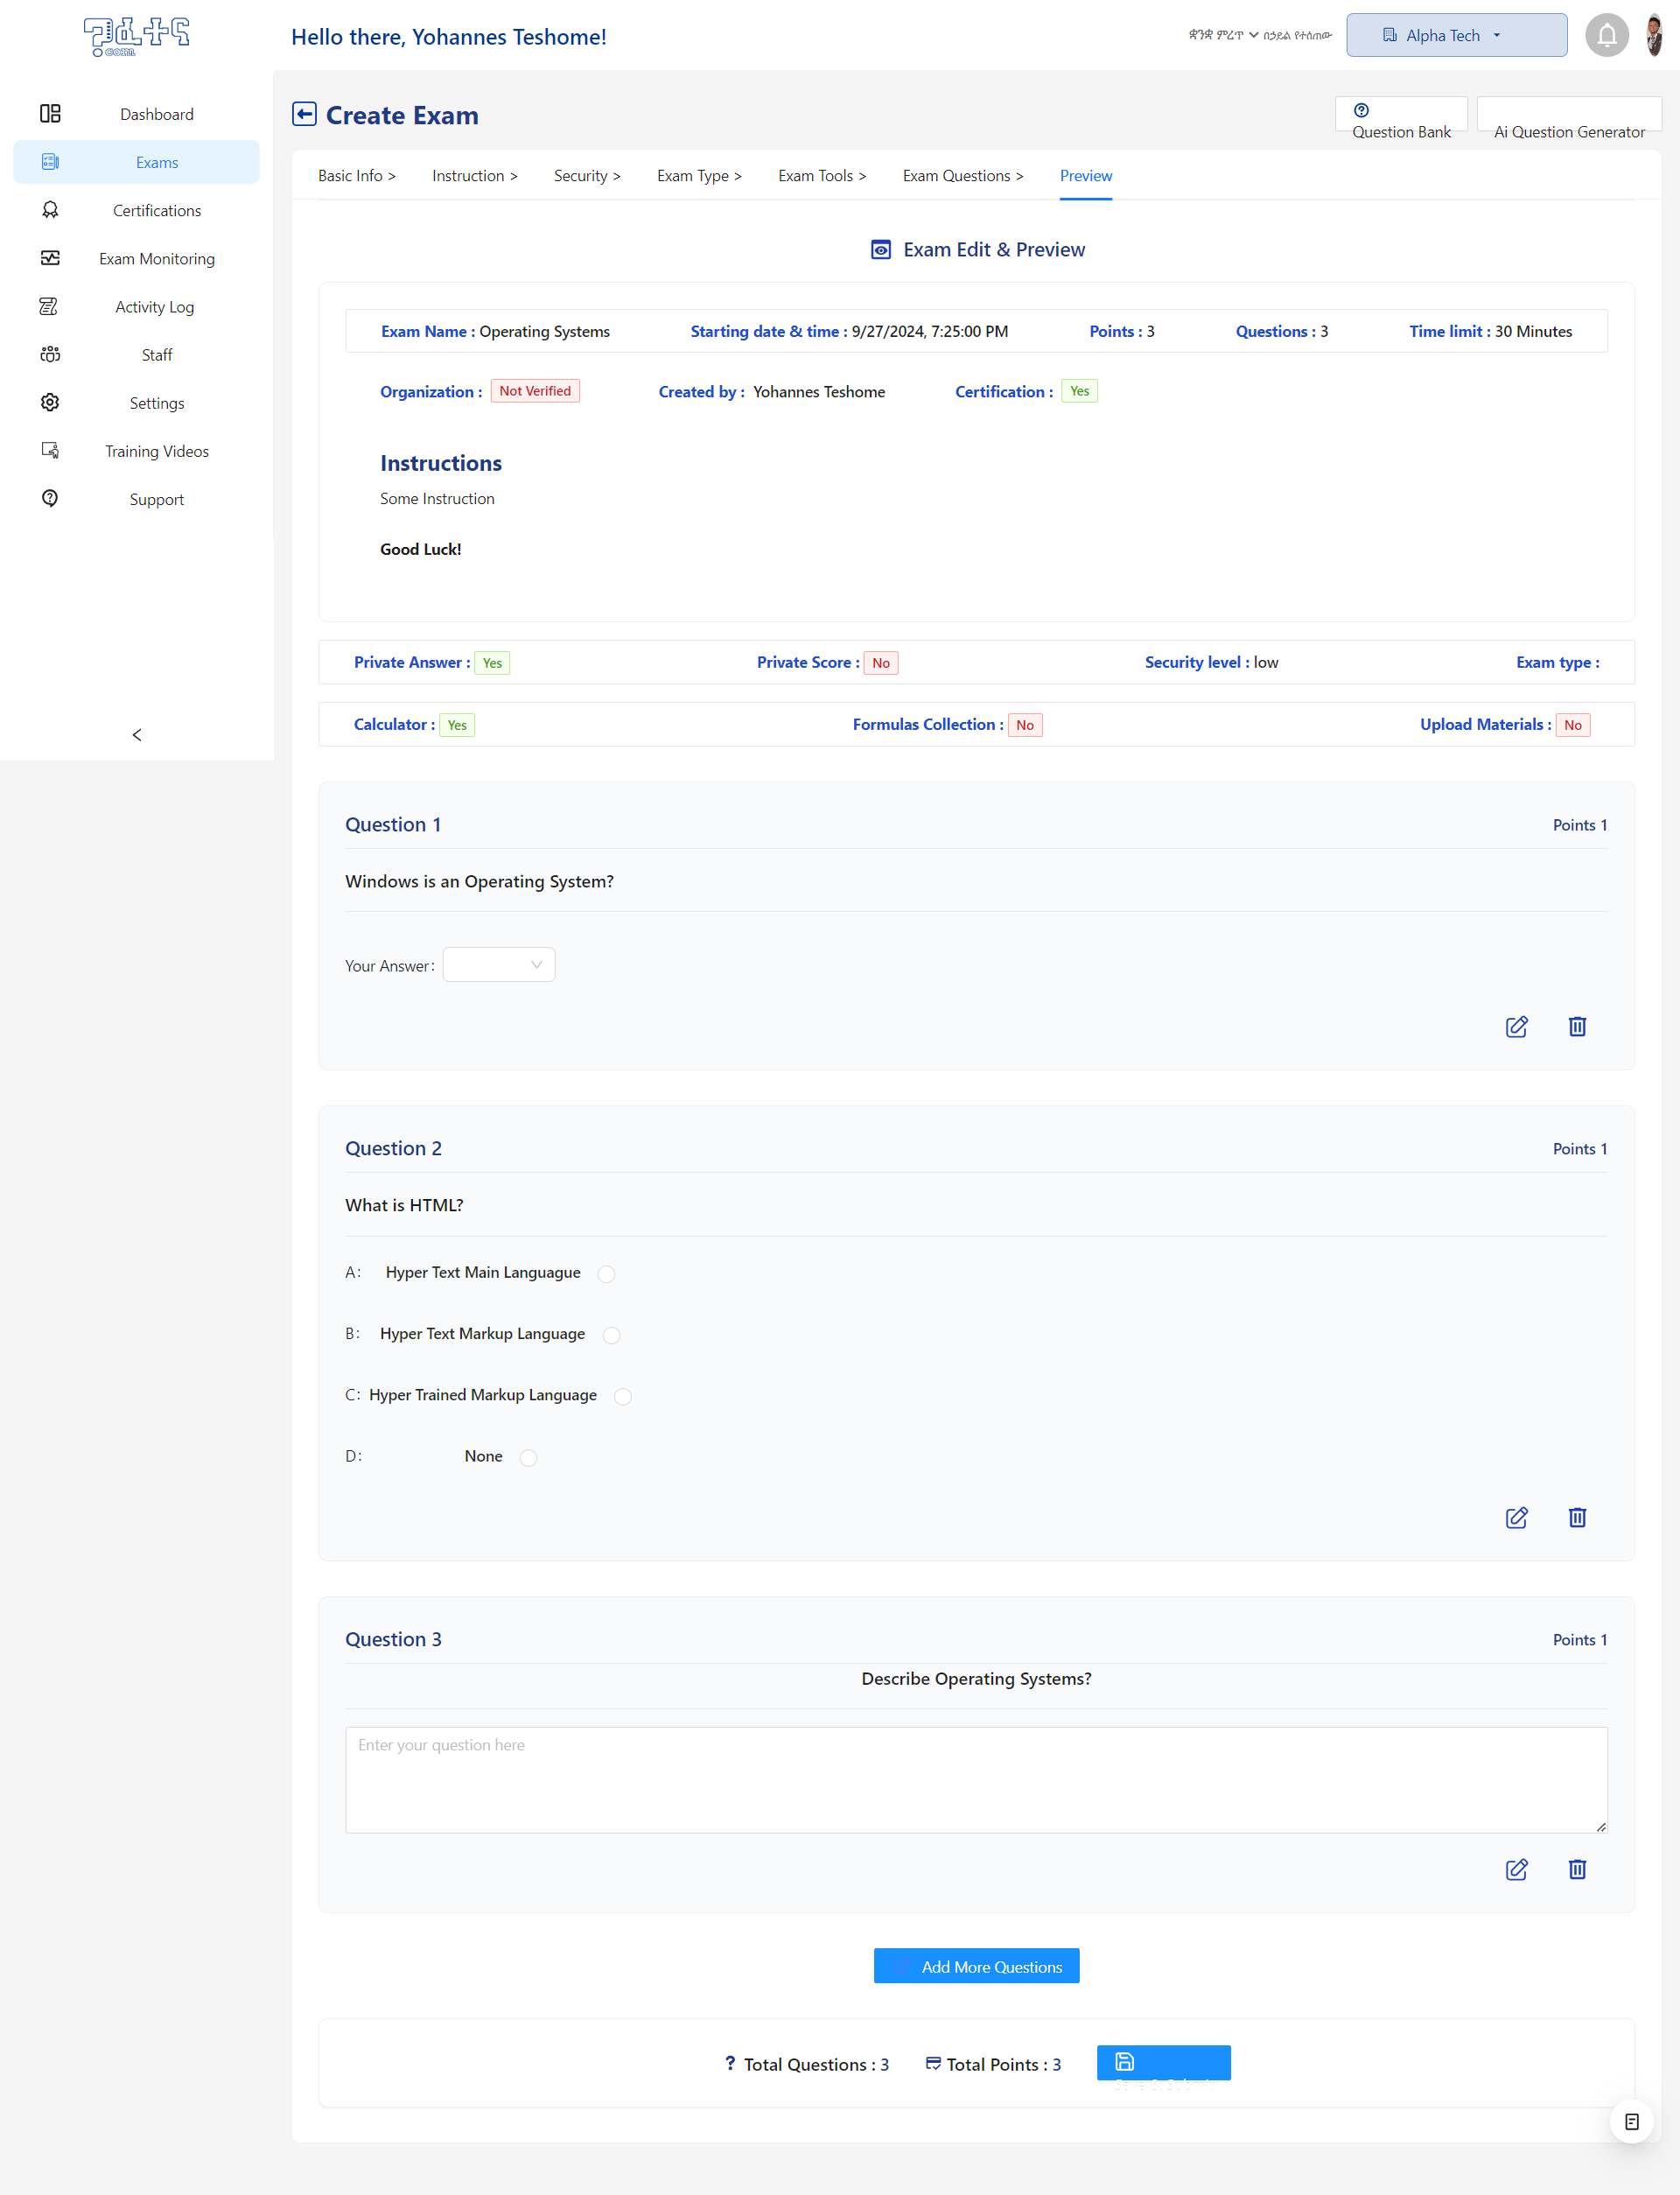 ጌፈተና
.com
Hello there, Yohannes Teshome!
ቋንቋ ምረጥ በኃይል የተሰጠው
Alpha Tech
Dashboard
Exams
Certifications
Exam Monitoring
Activity Log
Staff
Settings
Training Videos
Support
Create Exam
Question Bank
Ai Question Generator
Basic Info >
Instruction >
Security >
Exam Type >
Exam Tools >
Exam Questions >
Preview
Exam Edit & Preview
Exam Name : Operating Systems
Starting date & time : 9/27/2024, 7:25:00 PM
Points : 3
Questions : 3
Time limit : 30 Minutes
Organization : Not Verified
Created by : Yohannes Teshome
Certification : Yes
Instructions
Some Instruction
Good Luck!
Private Answer : Yes
Private Score : No
Security level : low
Exam type :
Calculator : Yes
Formulas Collection : No
Upload Materials : No
Question 1
Points 1
Windows is an Operating System?
Your Answer:
Question 2
Points 1
What is HTML?
A: Hyper Text Main Languague
B: Hyper Text Markup Language
C: Hyper Trained Markup Language
D: None
Question 3
Points 1
Describe Operating Systems?
Enter your question here
Add More Questions
? Total Questions : 3
Total Points : 3